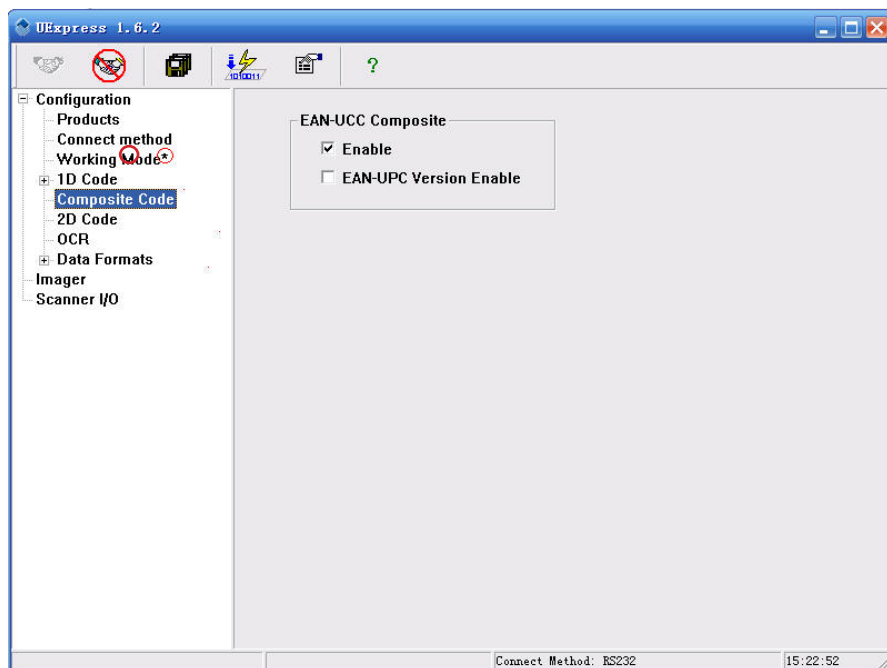 UExpress 1.6.2
1010011
?
Configuration
Products
Connect method
Working Mode*
1D Code
Composite Code
2D Code
OCR
Data Formats
Imager
Scanner I/O
EAN-UCC Composite
Enable
EAN-UPC Version Enable
Connect Method: RS232
15:22:52